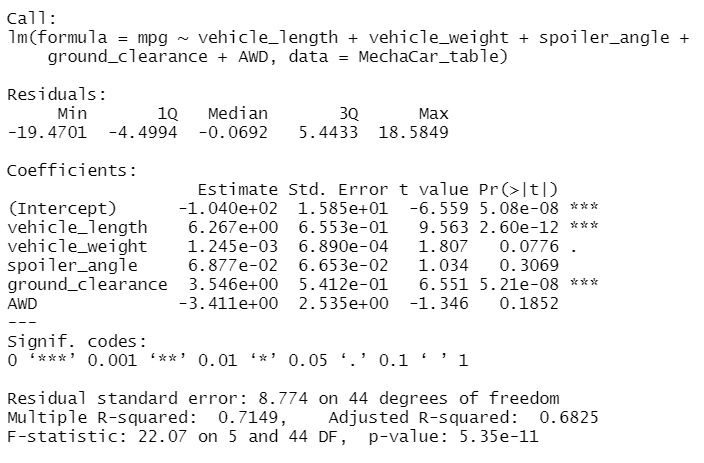 Call:
lm(formula = mpg ~ vehicle_length + vehicle_weight + spoiler_angle +
    ground_clearance + AWD, data = MechaCar_table)

Residuals:
     Min       1Q   Median       3Q      Max
-19.4701  -4.4994  -0.0692   5.4433  18.5849

Coefficients:
                   Estimate Std. Error t value Pr(>|t|)
(Intercept)      -1.040e+02  1.585e+01  -6.559 5.08e-08 ***
vehicle_length    6.267e+00  6.553e-01   9.563 2.60e-12 ***
vehicle_weight    1.245e-03  6.890e-04   1.807   0.0776 .
spoiler_angle     6.877e-02  6.653e-02   1.034   0.3069
ground_clearance  3.546e+00  5.412e-01   6.551 5.21e-08 ***
AWD              -3.411e+00  2.535e+00  -1.346   0.1852
---
Signif. codes:
0 ‘***’ 0.001 ‘**’ 0.01 ‘*’ 0.05 ‘.’ 0.1 ‘ ’ 1

Residual standard error: 8.774 on 44 degrees of freedom
Multiple R-squared:  0.7149,    Adjusted R-squared:  0.6825
F-statistic: 22.07 on 5 and 44 DF,  p-value: 5.35e-11